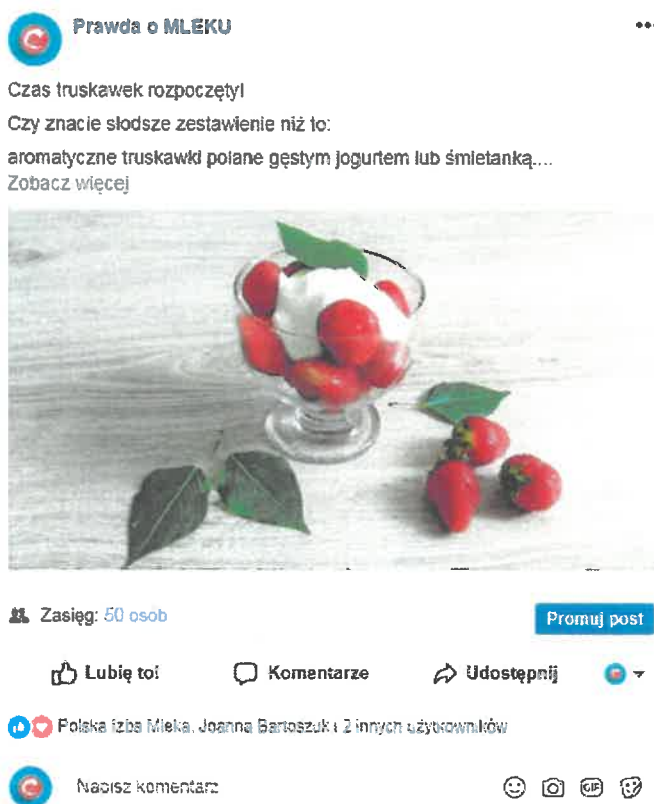 Prawda o MLEKU
Czas truskawek rozpoczęty!
Czy znacie słodsze zestawienie niż to:
aromatyczne truskawki polane gęstym jogurtem lub śmietanką....
Zobacz więcej
Zasięg: 50 osób
Promuj post
Lubię to!
Komentarze
Udostępnij
Polska Izba Mleka, Joanna Bartoszuk i 2 innych użytkowników
Napisz komentarz
GIF